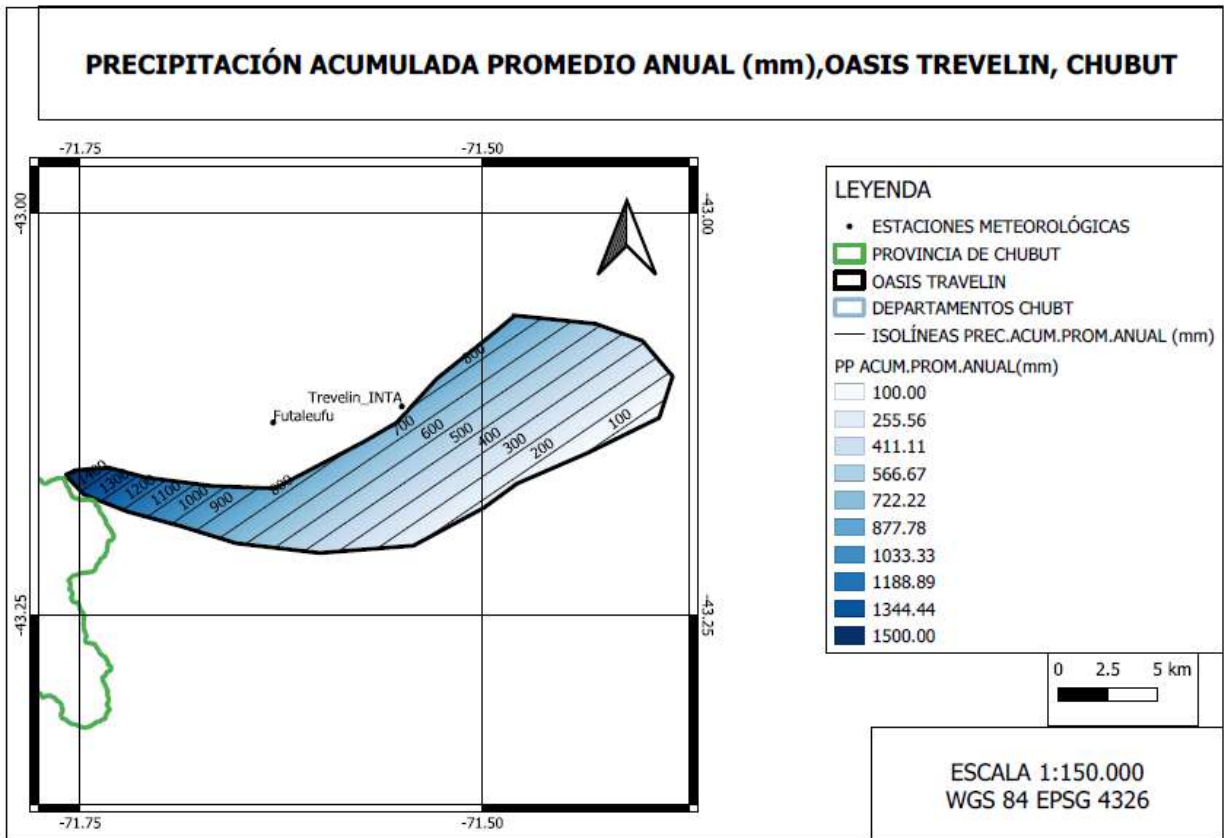 PRECIPITACIÓN ACUMULADA PROMEDIO ANUAL (mm),OASIS TREVELIN, CHUBUT
-71.75
-71.50
-43.00
-43.00
800
Trevelin_INTA
Futaleufu
700
600
500
400
300
200
100
1400
1300
1200
1100
1000
900
800
-43.25
-43.25
-71.75
-71.50
LEYENDA
ESTACIONES METEOROLÓGICAS
PROVINCIA DE CHUBUT
OASIS TRAVELIN
DEPARTAMENTOS CHUBT
ISOLÍNEAS PREC.ACUM.PROM.ANUAL (mm)
PP ACUM.PROM.ANUAL(mm)
100.00
255.56
411.11
566.67
722.22
877.78
1033.33
1188.89
1344.44
1500.00
0 2.5 5 km
ESCALA 1:150.000
WGS 84 EPSG 4326